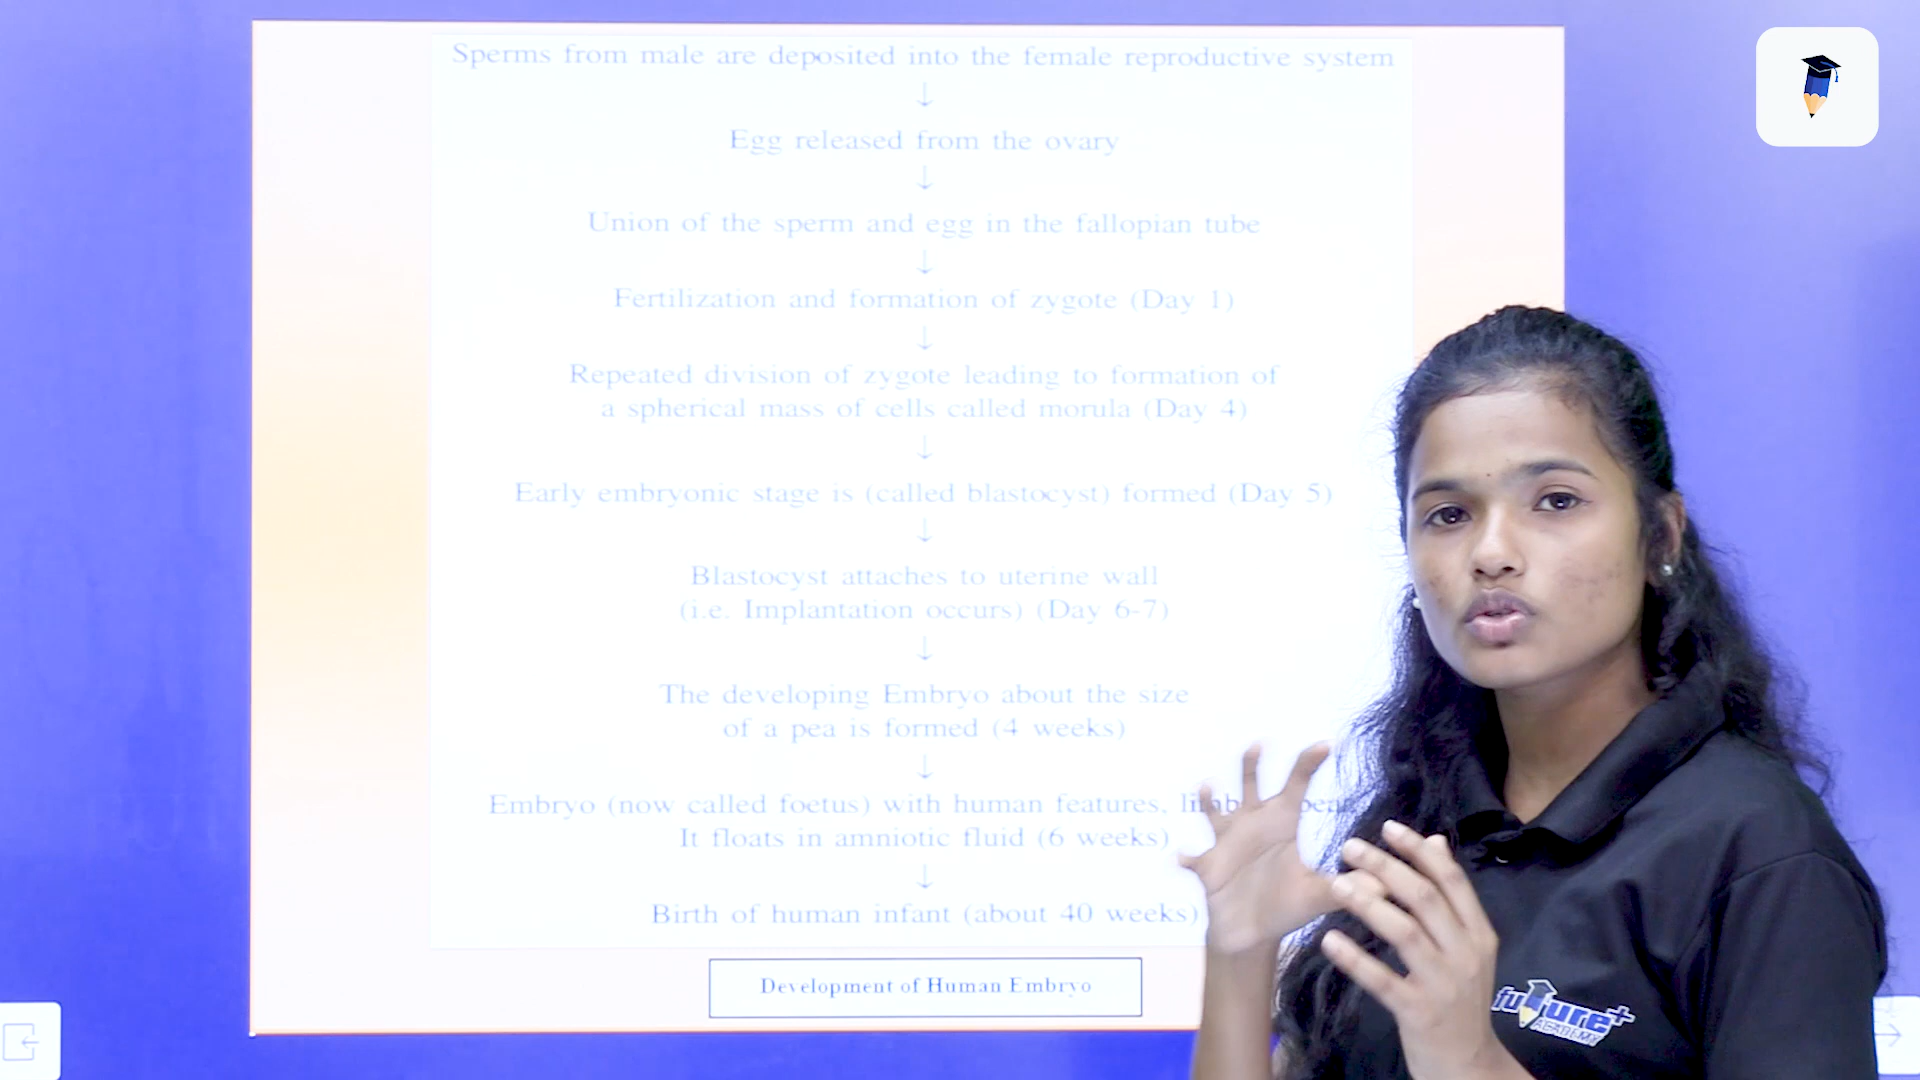 Sperms from male are deposited into the female reproductive system
↓
Egg released from the ovary
↓
Union of the sperm and egg in the fallopian tube
↓
Fertilization and formation of zygote (Day 1)
↓
Repeated division of zygote leading to formation of
a spherical mass of cells called morula (Day 4)
↓
Early embryonic stage is (called blastocyst) formed (Day 5)
↓
Blastocyst attaches to uterine wall
(i.e. Implantation occurs) (Day 6-7)
↓
The developing Embryo about the size
of a pea is formed (4 weeks)
↓
Embryo (now called foetus) with human features,
It floats in amniotic fluid (6 weeks)
↓
Birth of human infant (about 40 weeks)
Development of Human Embryo
future+
ACADEMY